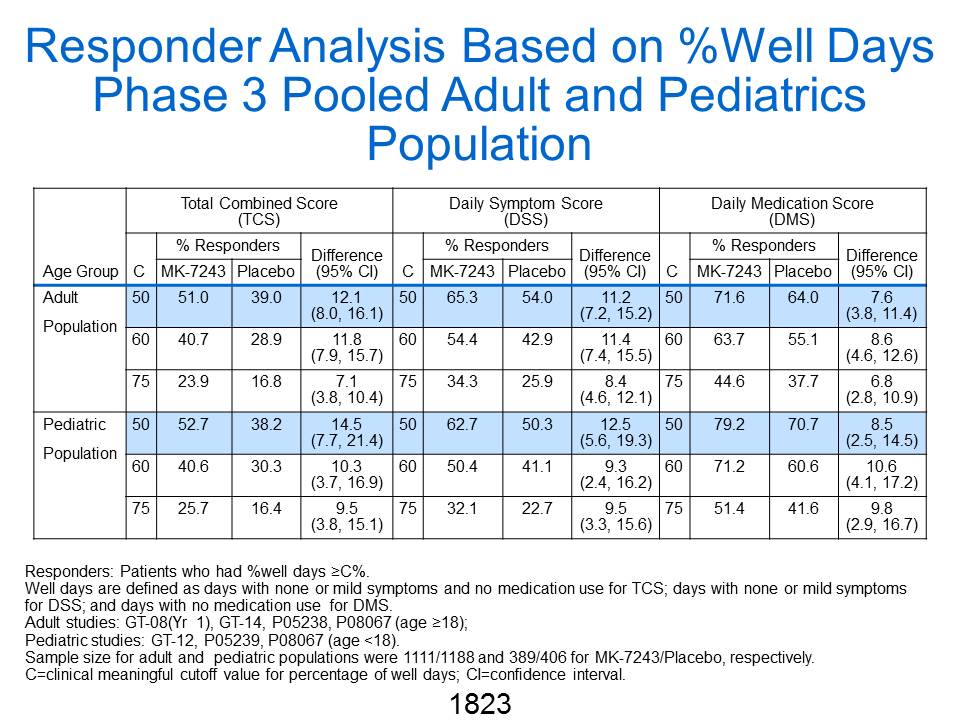 Responder Analysis Based on %Well Days
Phase 3 Pooled Adult and Pediatrics
Population
Total Combined Score
(TCS)
Daily Symptom Score
(DSS)
Daily Medication Score
(DMS)
Age Group C % Responders Difference
(95% CI) C % Responders Difference
(95% CI) C % Responders Difference
(95% CI)
MK-7243 Placebo MK-7243 Placebo MK-7243 Placebo
Adult
Population
50 51.0 39.0 12.1
(8.0, 16.1)
50 65.3 54.0 11.2
(7.2, 15.2)
50 71.6 64.0 7.6
(3.8, 11.4)
60 40.7 28.9 11.8
(7.9, 15.7)
60 54.4 42.9 11.4
(7.4, 15.5)
60 63.7 55.1 8.6
(4.6, 12.6)
75 23.9 16.8 7.1
(3.8, 10.4)
75 34.3 25.9 8.4
(4.6, 12.1)
75 44.6 37.7 6.8
(2.8, 10.9)
Pediatric
Population
50 52.7 38.2 14.5
(7.7, 21.4)
50 62.7 50.3 12.5
(5.6, 19.3)
50 79.2 70.7 8.5
(2.5, 14.5)
60 40.6 30.3 10.3
(3.7, 16.9)
60 50.4 41.1 9.3
(2.4, 16.2)
60 71.2 60.6 10.6
(4.1, 17.2)
75 25.7 16.4 9.5
(3.8, 15.1)
75 32.1 22.7 9.5
(3.3, 15.6)
75 51.4 41.6 9.8
(2.9, 16.7)
Responders: Patients who had %well days ≥C%.
Well days are defined as days with none or mild symptoms and no medication use for TCS; days with none or mild symptoms
for DSS; and days with no medication use for DMS.
Adult studies: GT-08(Yr 1), GT-14, P05238, P08067 (age ≥18);
Pediatric studies: GT-12, P05239, P08067 (age <18).
Sample size for adult and pediatric populations were 1111/1188 and 389/406 for MK-7243/Placebo, respectively.
C=clinical meaningful cutoff value for percentage of well days; CI=confidence interval.
1823